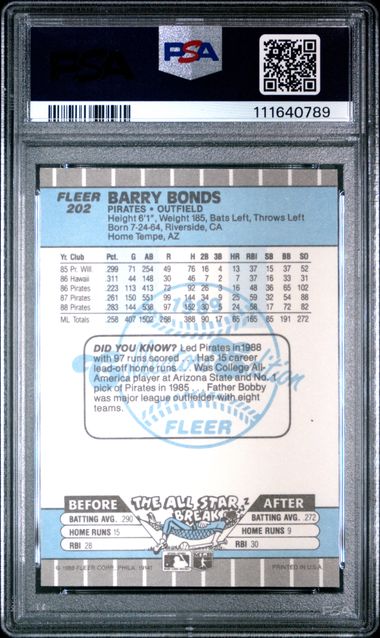 PSA
PSA
111640789
FLEER
202
BARRY BONDS
PIRATES • OUTFIELD
Height 6'1", Weight 185, Bats Left, Throws Left
Born 7-24-64, Riverside, CA
Home Tempe, AZ
Yr. Club Pct. G AB R H 2B 3B HR RBI SB BB SO
85 Pr. Will. .299 71 254 49 76 16 4 13 37 15 37 52
86 Hawaii .311 44 148 30 46 7 2 7 37 16 33 31
86 Pirates .223 113 413 72 92 26 3 16 48 36 65 102
87 Pirates .261 150 551 99 144 34 9 25 59 32 54 88
88 Pirates .283 144 538 97 152 30 5 24 58 17 72 82
ML Totals .258 407 1502 268 388 90 17 65 165 85 191 272
1989
DID YOU KNOW? Led Pirates in 1988
with 97 runs scored . . . Has 15 career
lead-off home runs . . . Was College All-
America player at Arizona State and No. 1
pick of Pirates in 1985 . . . Father Bobby
was major league outfielder with eight
teams.
FLEER
BEFORE THE ALL STAR BREAK AFTER
BATTING AVG. .290 BATTING AVG. .272
HOME RUNS 15 HOME RUNS 9
RBI 28 RBI 30
© 1989 FLEER CORP., PHILA. 19141 PRINTED IN U.S.A.
PSA